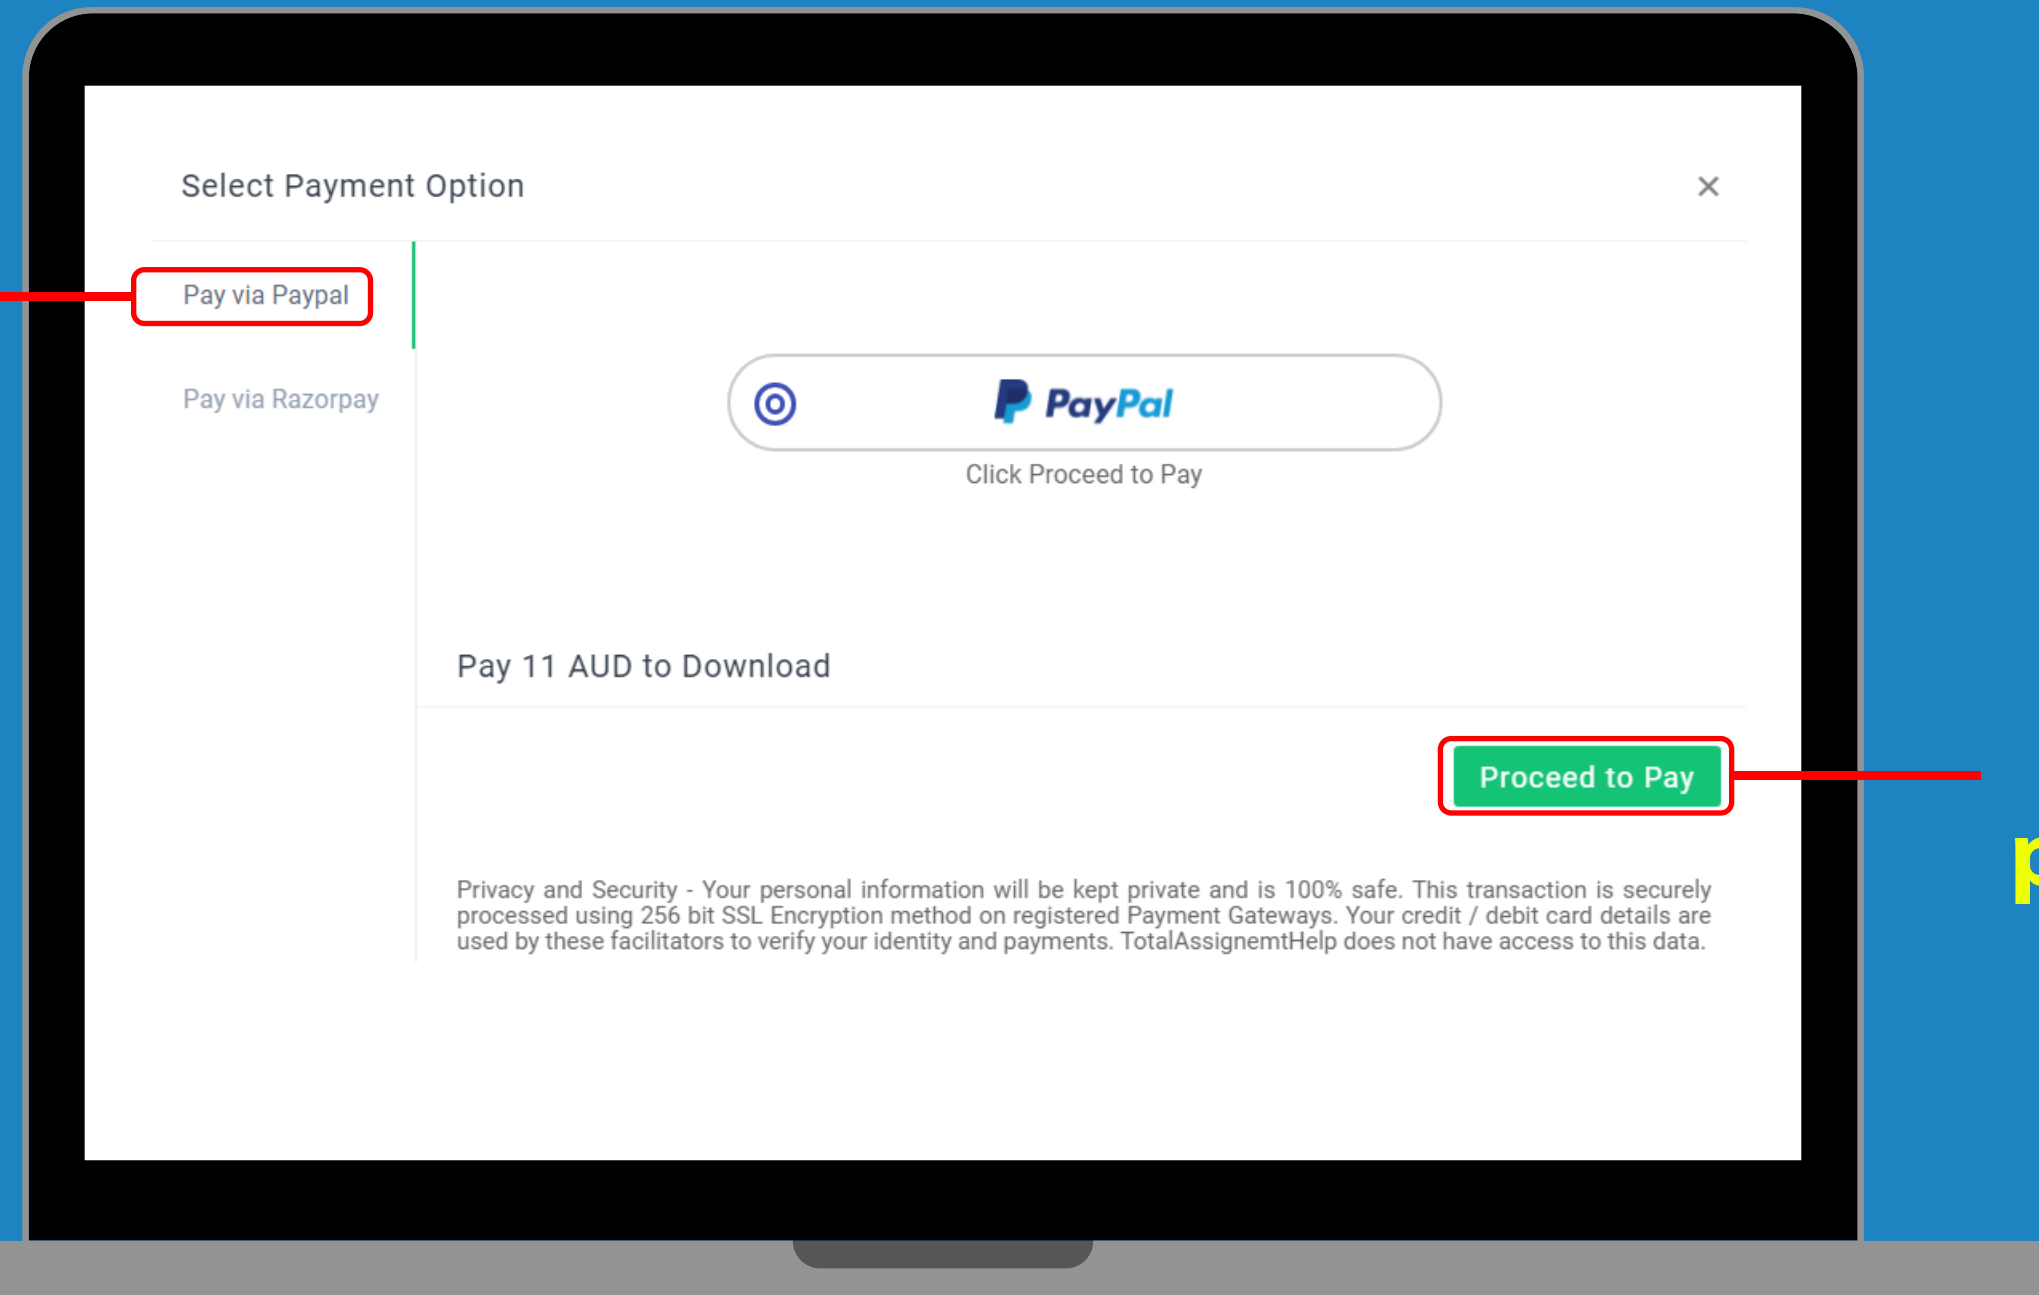 Select Payment Option
Pay via Paypal
Pay via Razorpay
PayPal
Click Proceed to Pay
Pay 11 AUD to Download
Proceed to Pay
Privacy and Security - Your personal information will be kept private and is 100% safe. This transaction is securely
processed using 256 bit SSL Encryption method on registered Payment Gateways. Your credit / debit card details are
used by these facilitators to verify your identity and payments. TotalAssignemtHelp does not have access to this data.